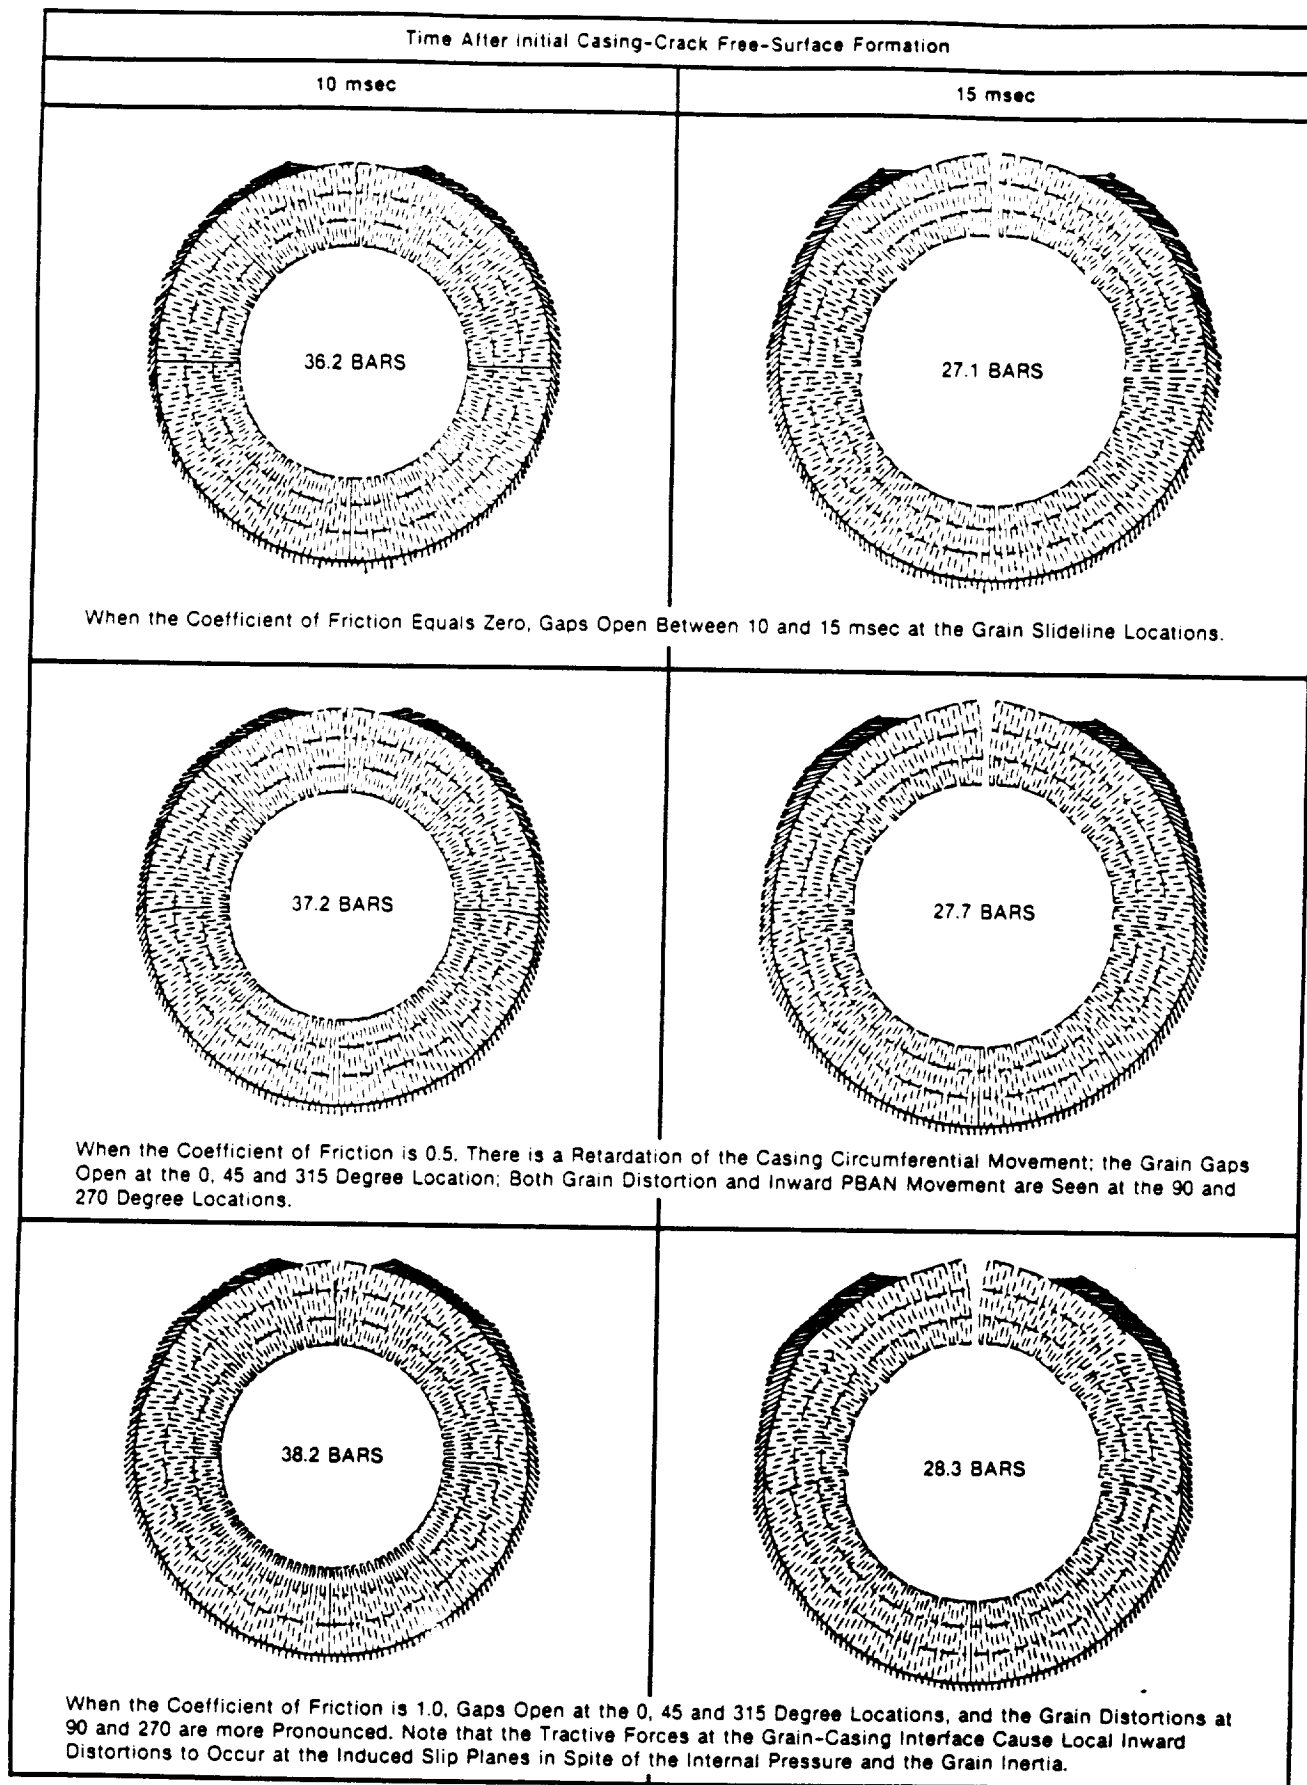 Time After Initial Casing-Crack Free-Surface Formation
10 msec
15 msec
36.2 BARS
27.1 BARS
When the Coefficient of Friction Equals Zero, Gaps Open Between 10 and 15 msec at the Grain Slideline Locations.
37.2 BARS
27.7 BARS
When the Coefficient of Friction is 0.5. There is a Retardation of the Casing Circumferential Movement; the Grain Gaps
Open at the 0, 45 and 315 Degree Location; Both Grain Distortion and Inward PBAN Movement are Seen at the 90 and
270 Degree Locations.
38.2 BARS
28.3 BARS
When the Coefficient of Friction is 1.0, Gaps Open at the 0, 45 and 315 Degree Locations, and the Grain Distortions at
90 and 270 are more Pronounced. Note that the Tractive Forces at the Grain-Casing Interface Cause Local Inward
Distortions to Occur at the Induced Slip Planes in Spite of the Internal Pressure and the Grain Inertia.